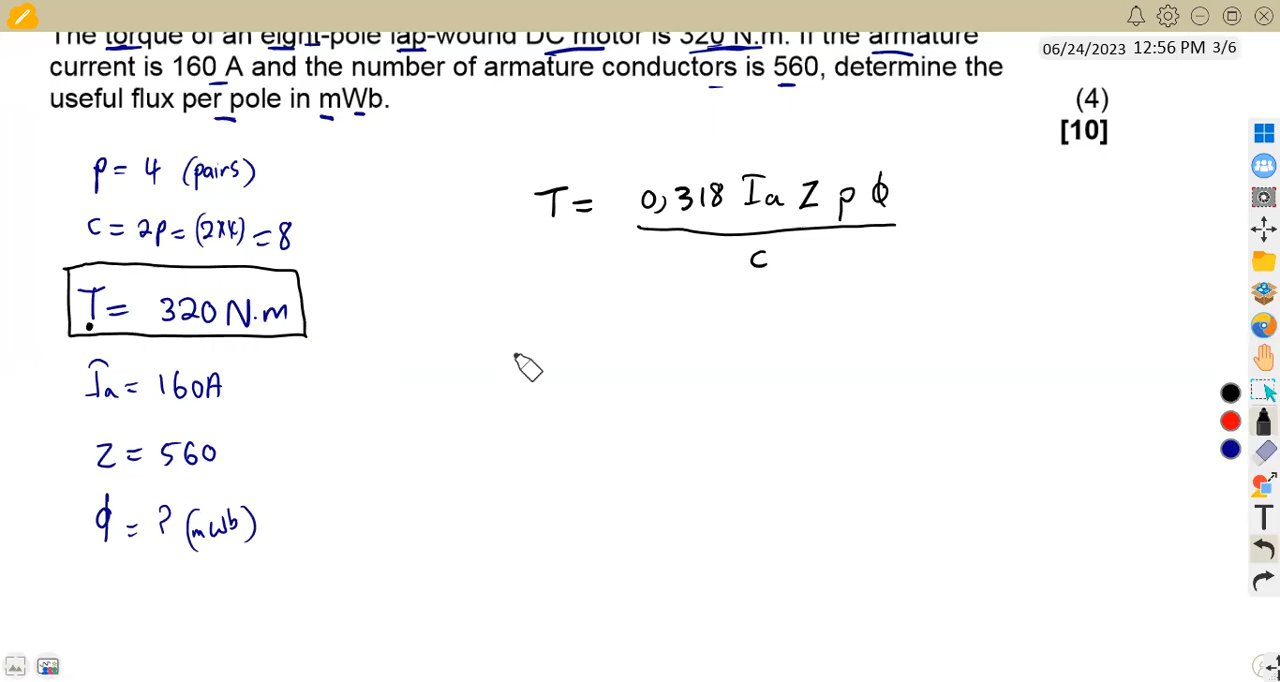 The torque of an eight-pole lap-wound DC motor is 320 N.m. If the armature
current is 160 A and the number of armature conductors is 560, determine the
useful flux per pole in mWb.
(4)
[10]
06/24/2023 12:56 PM 3/6
p = 4 (pairs)
c = 2p = (2×4) = 8
T = 320 N.m
Ia = 160A
Z = 560
ϕ = ? (mWb)
T = 0,318 Ia Z p ϕ
c
T